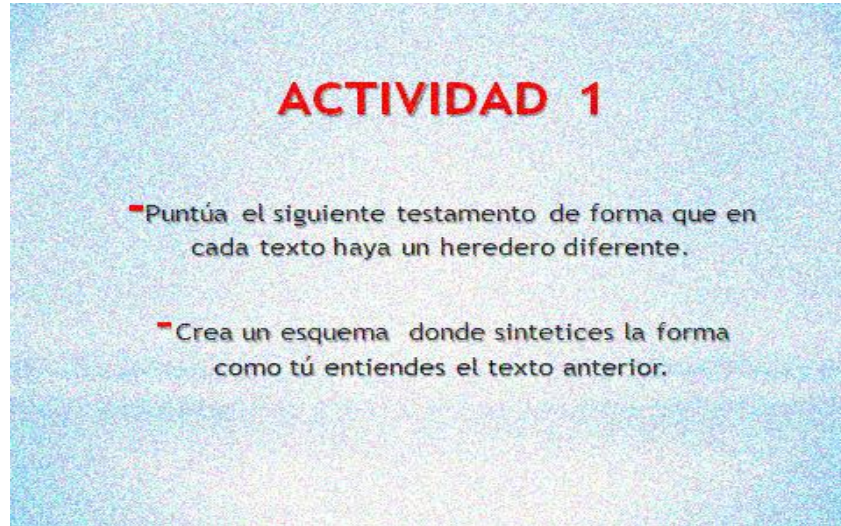 ACTIVIDAD 1
-Puntúa el siguiente testamento de forma que en
cada texto haya un heredero diferente.
-Crea un esquema donde sintetices la forma
como tú entiendes el texto anterior.